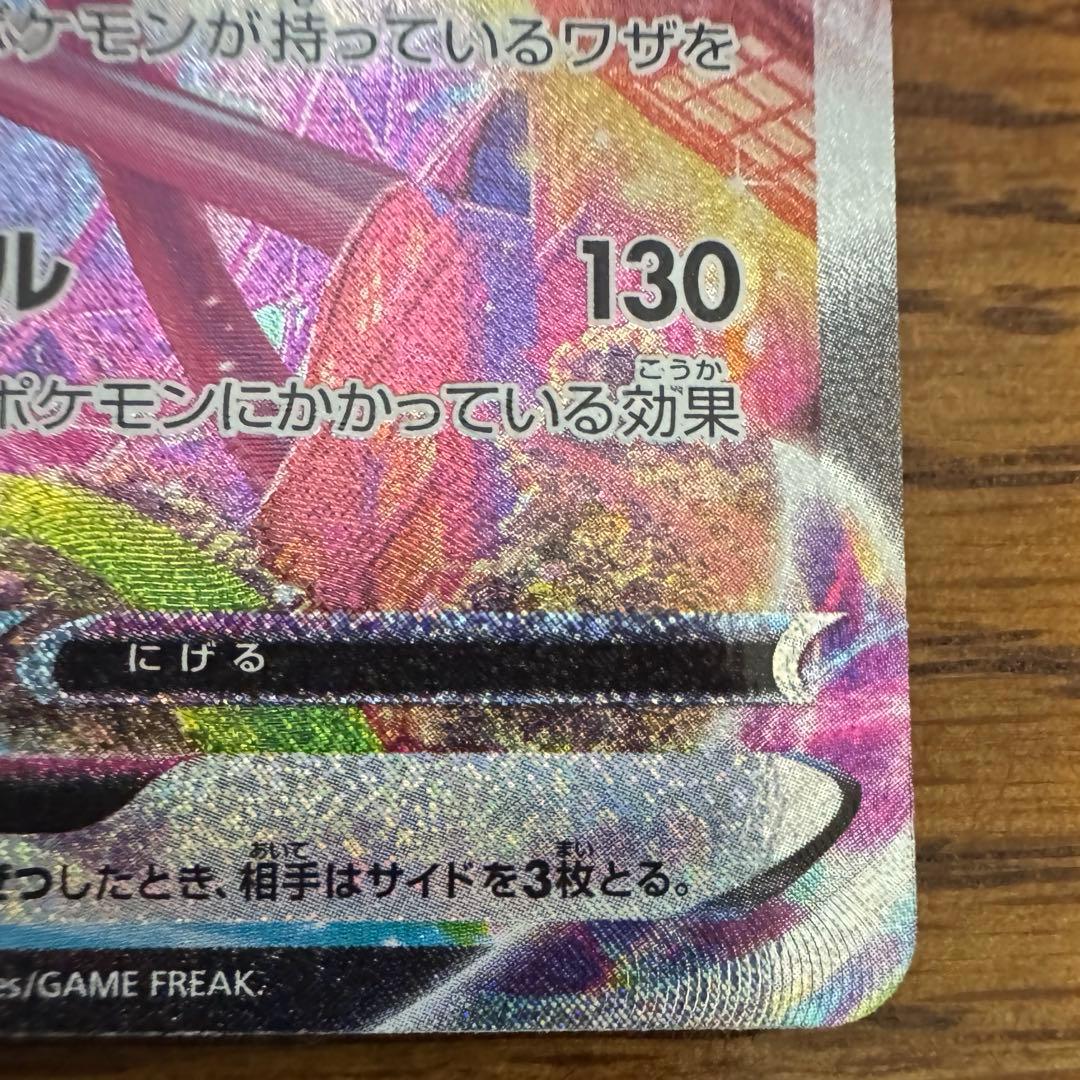 ポケモンが持っているワザを
ル 130
こうか
ポケモンにかかっている効果
にげる
あいて まい
ぜつしたとき、相手はサイドを3枚とる。
es/GAME FREAK.